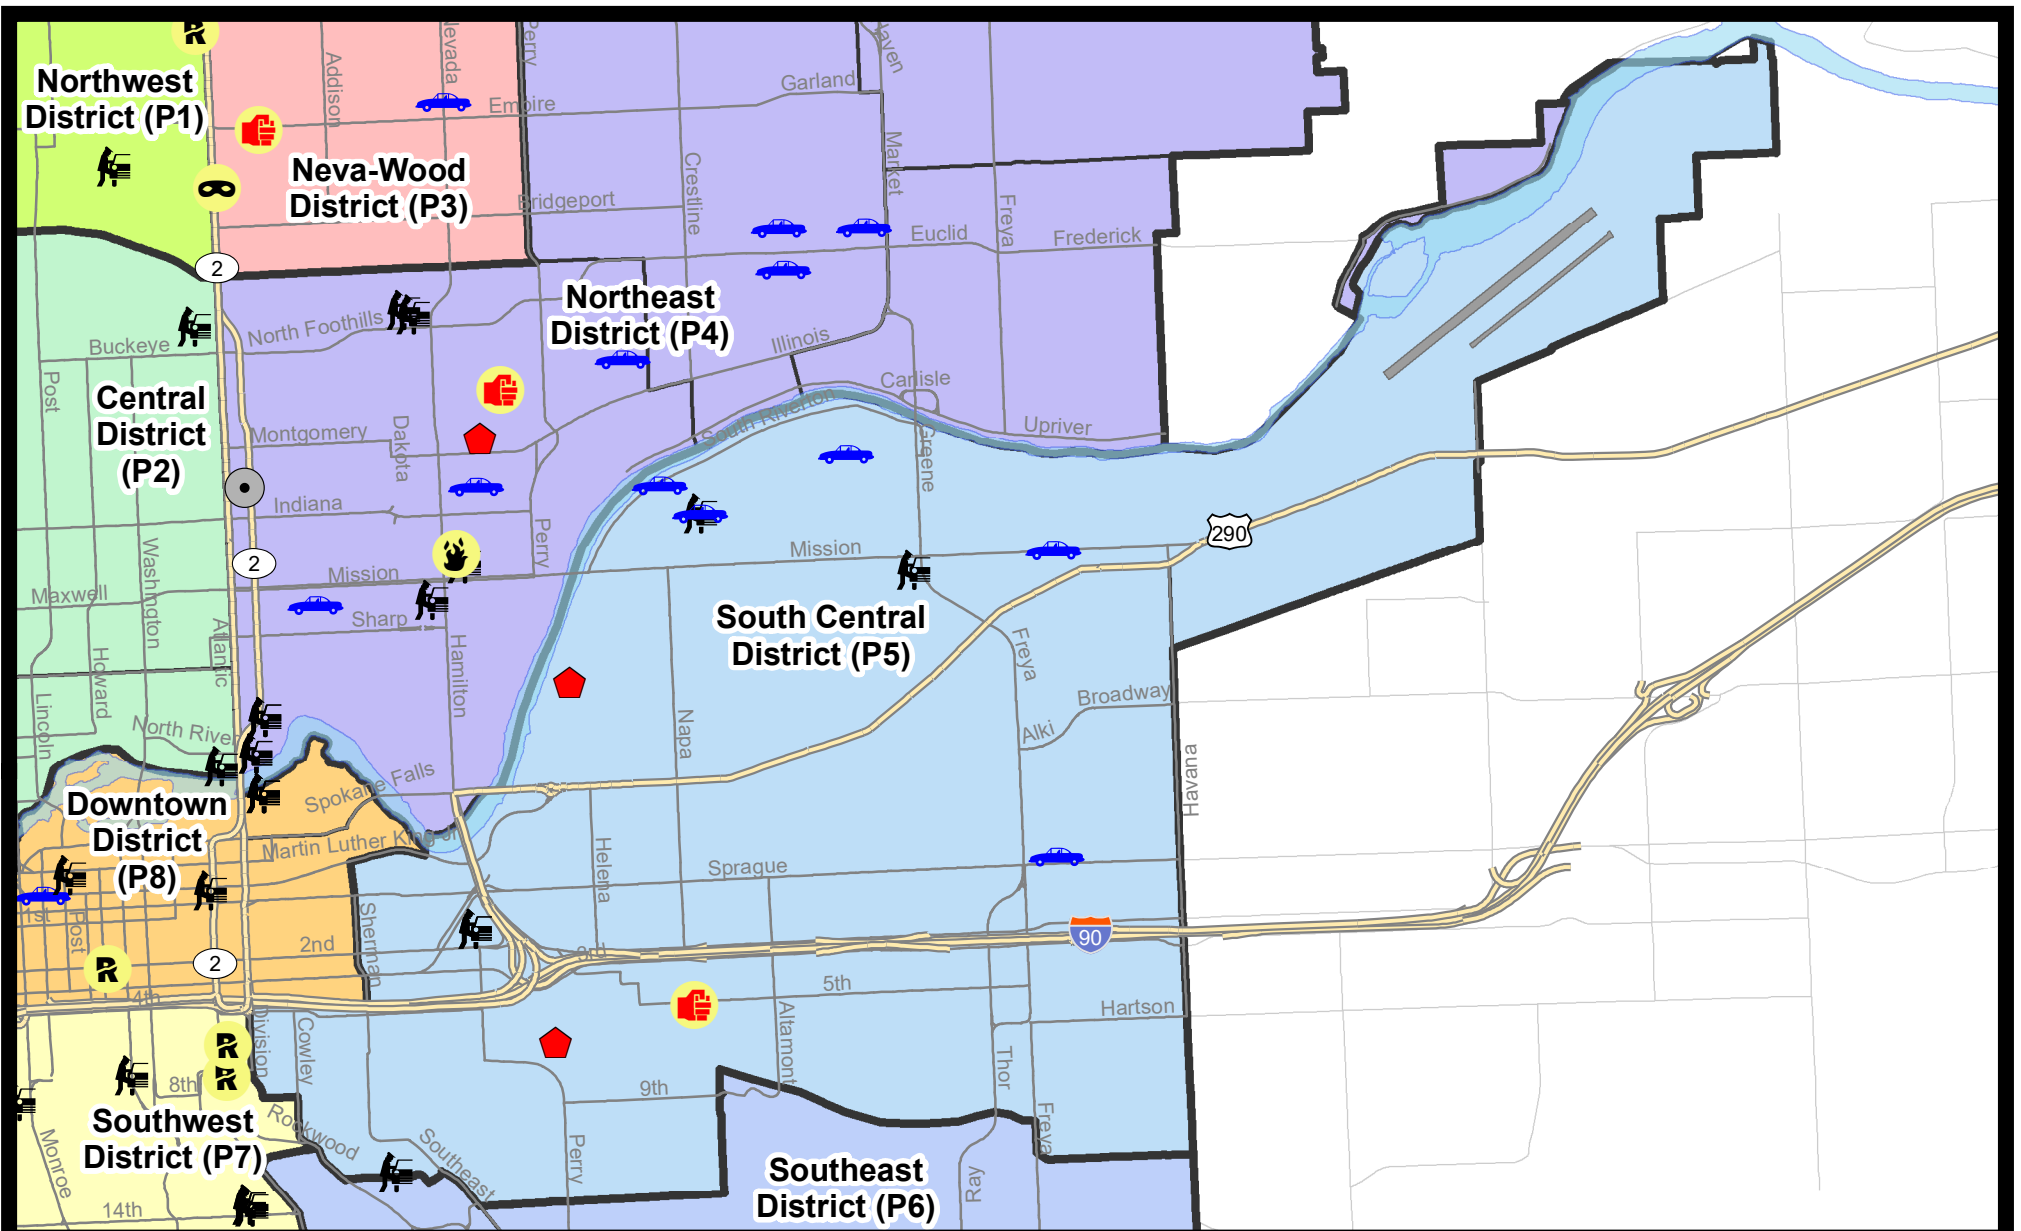 Northwest
District (P1)
Nevada
Perry
Haven
Addison
Garland
Empire
Neva-Wood
District (P3)
Crestline
Market
Bridgeport
Freya
Euclid
Frederick
2
Northeast
District (P4)
North Foothills
Illinois
Buckeye
Post
Central
District
(P2)
Carlisle
South Riverton
Upriver
Montgomery
Dakota
Greene
Indiana
Perry
290
Washington
Mission
2
Mission
Maxwell
Sharp
Atlantic
South Central
District (P5)
Hamilton
Howard
Freya
Lincoln
Broadway
North River
Napa
Alki
Havana
Falls
Spokane
Downtown
District
(P8)
Martin Luther King Jr
Helena
Sprague
1st
Post
Sherman
2nd
90
3rd
2
5th
4th
Hartson
Division
Cowley
Altamont
Thor
8th
9th
Southwest
District (P7)
Rockwood
Freya
Monroe
Southeast
Perry
Southeast
District (P6)
Ray
14th